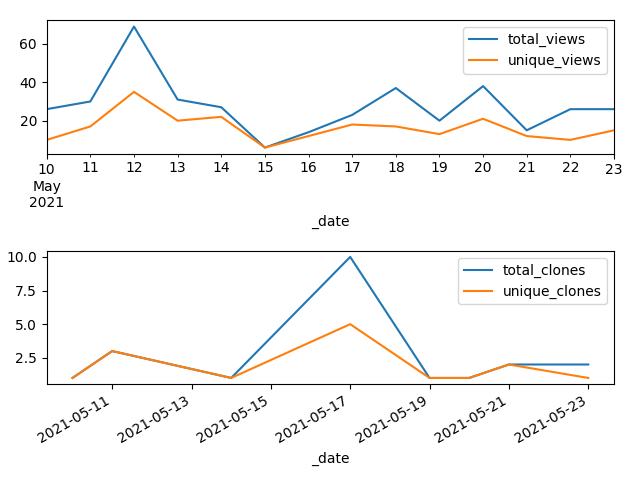 60
40
20
total_views
unique_views
10 11 12 13 14 15 16 17 18 19 20 21 22 23
May
2021
_date
10.0
7.5
5.0
2.5
total_clones
unique_clones
2021-05-11 2021-05-13 2021-05-15 2021-05-17 2021-05-19 2021-05-21 2021-05-23
_date